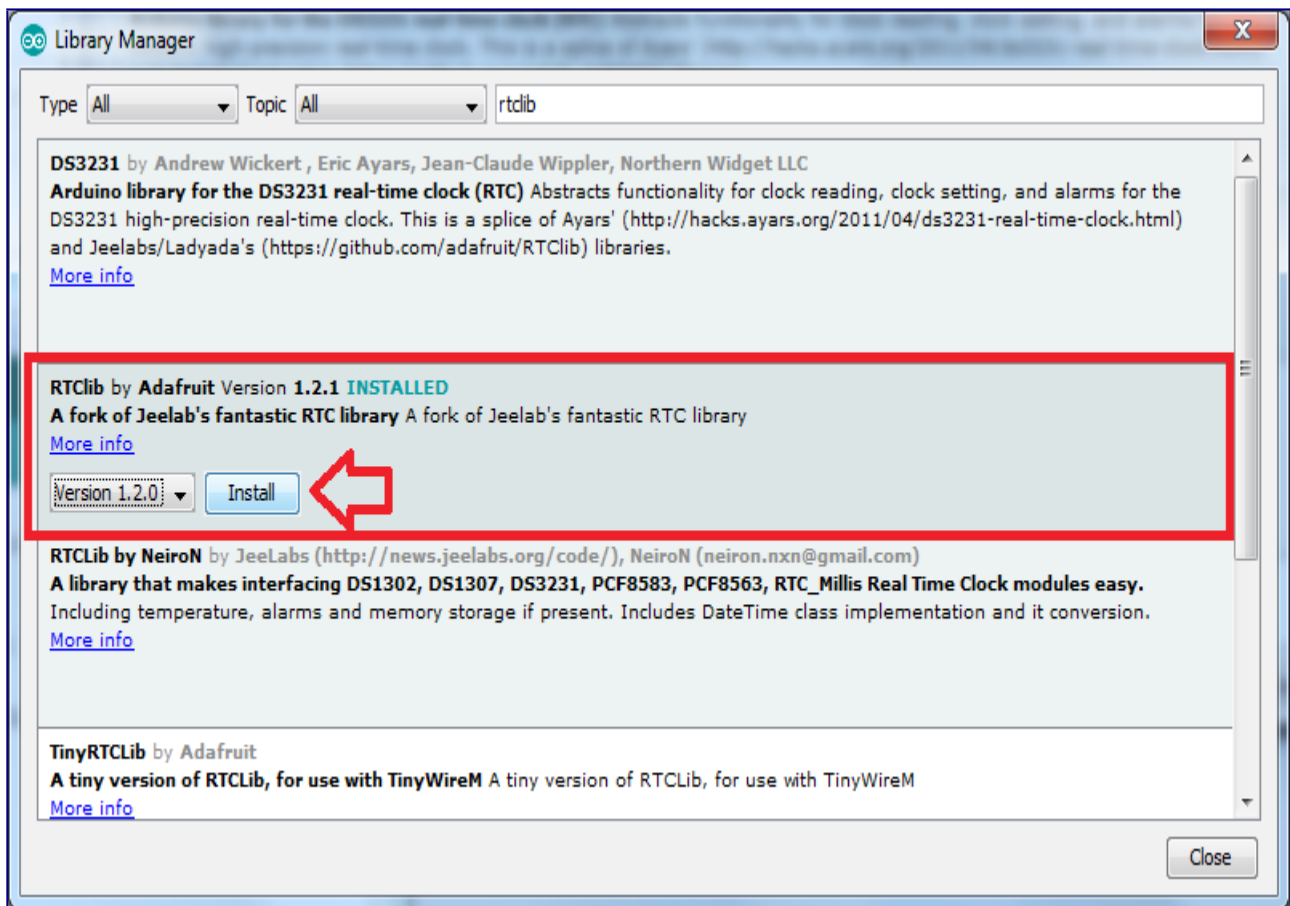 Library Manager
X
Type All Topic All rtclib
DS3231 by Andrew Wickert , Eric Ayars, Jean-Claude Wippler, Northern Widget LLC
Arduino library for the DS3231 real-time clock (RTC) Abstracts functionality for clock reading, clock setting, and alarms for the
DS3231 high-precision real-time clock. This is a splice of Ayars' (http://hacks.ayars.org/2011/04/ds3231-real-time-clock.html)
and Jeelabs/Ladyada's (https://github.com/adafruit/RTClib) libraries.
More info
RTClib by Adafruit Version 1.2.1 INSTALLED
A fork of Jeelab's fantastic RTC library A fork of Jeelab's fantastic RTC library
More info
Version 1.2.0 Install
RTCLib by NeiroN by JeeLabs (http://news.jeelabs.org/code/), NeiroN (neiron.nxn@gmail.com)
A library that makes interfacing DS1302, DS1307, DS3231, PCF8583, PCF8563, RTC_Millis Real Time Clock modules easy.
Including temperature, alarms and memory storage if present. Includes DateTime class implementation and it conversion.
More info
TinyRTCLib by Adafruit
A tiny version of RTCLib, for use with TinyWireM A tiny version of RTCLib, for use with TinyWireM
More info
Close